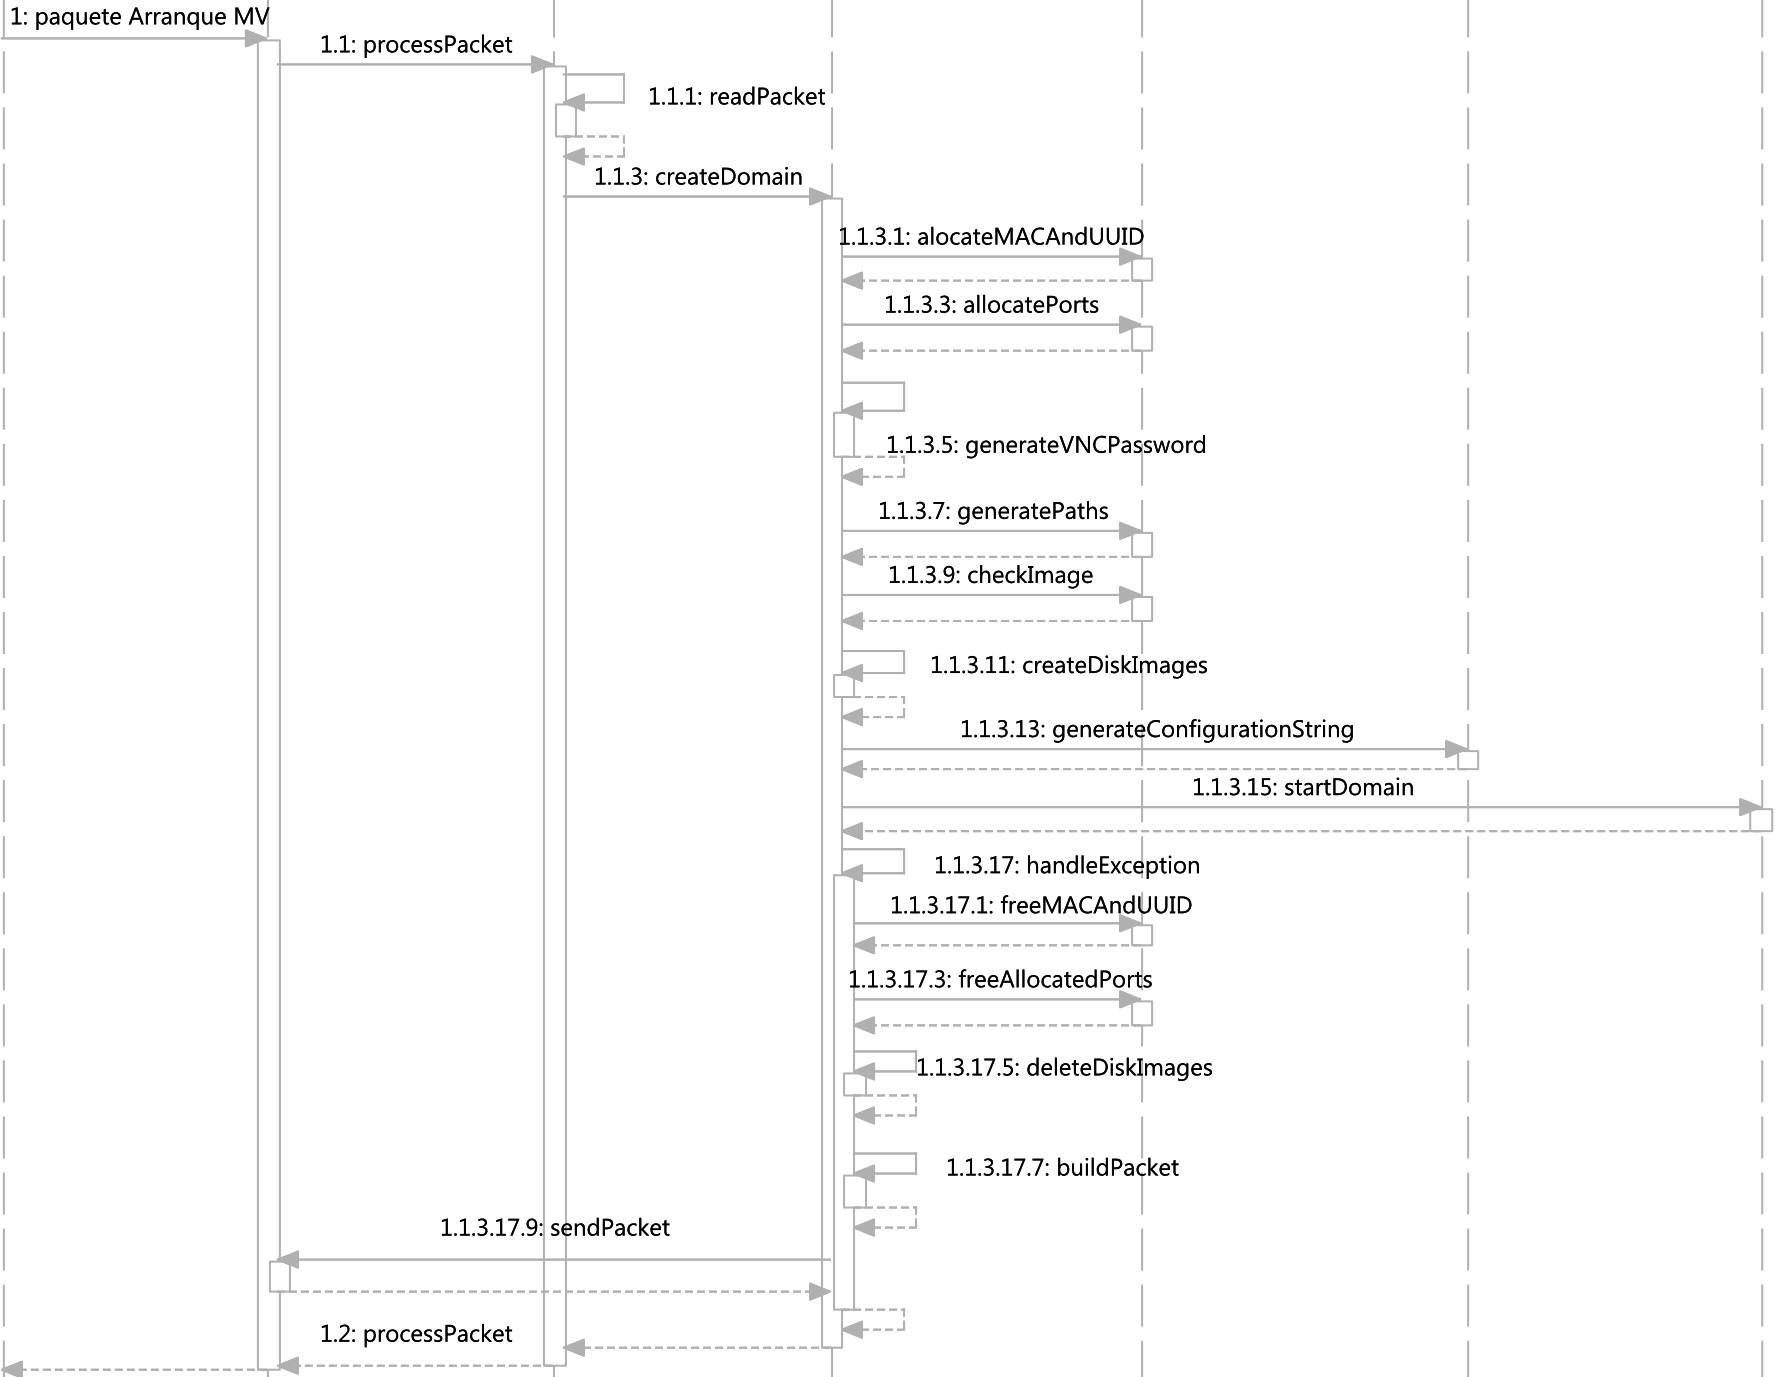 1: paquete Arranque MV
1.1: processPacket
1.1.1: readPacket
1.1.3: createDomain
1.1.3.1: alocateMACAndUUID
1.1.3.3: allocatePorts
1.1.3.5: generateVNCPassword
1.1.3.7: generatePaths
1.1.3.9: checkImage
1.1.3.11: createDiskImages
1.1.3.13: generateConfigurationString
1.1.3.15: startDomain
1.1.3.17: handleException
1.1.3.17.1: freeMACAndUUID
1.1.3.17.3: freeAllocatedPorts
1.1.3.17.5: deleteDiskImages
1.1.3.17.7: buildPacket
1.1.3.17.9: sendPacket
1.2: processPacket